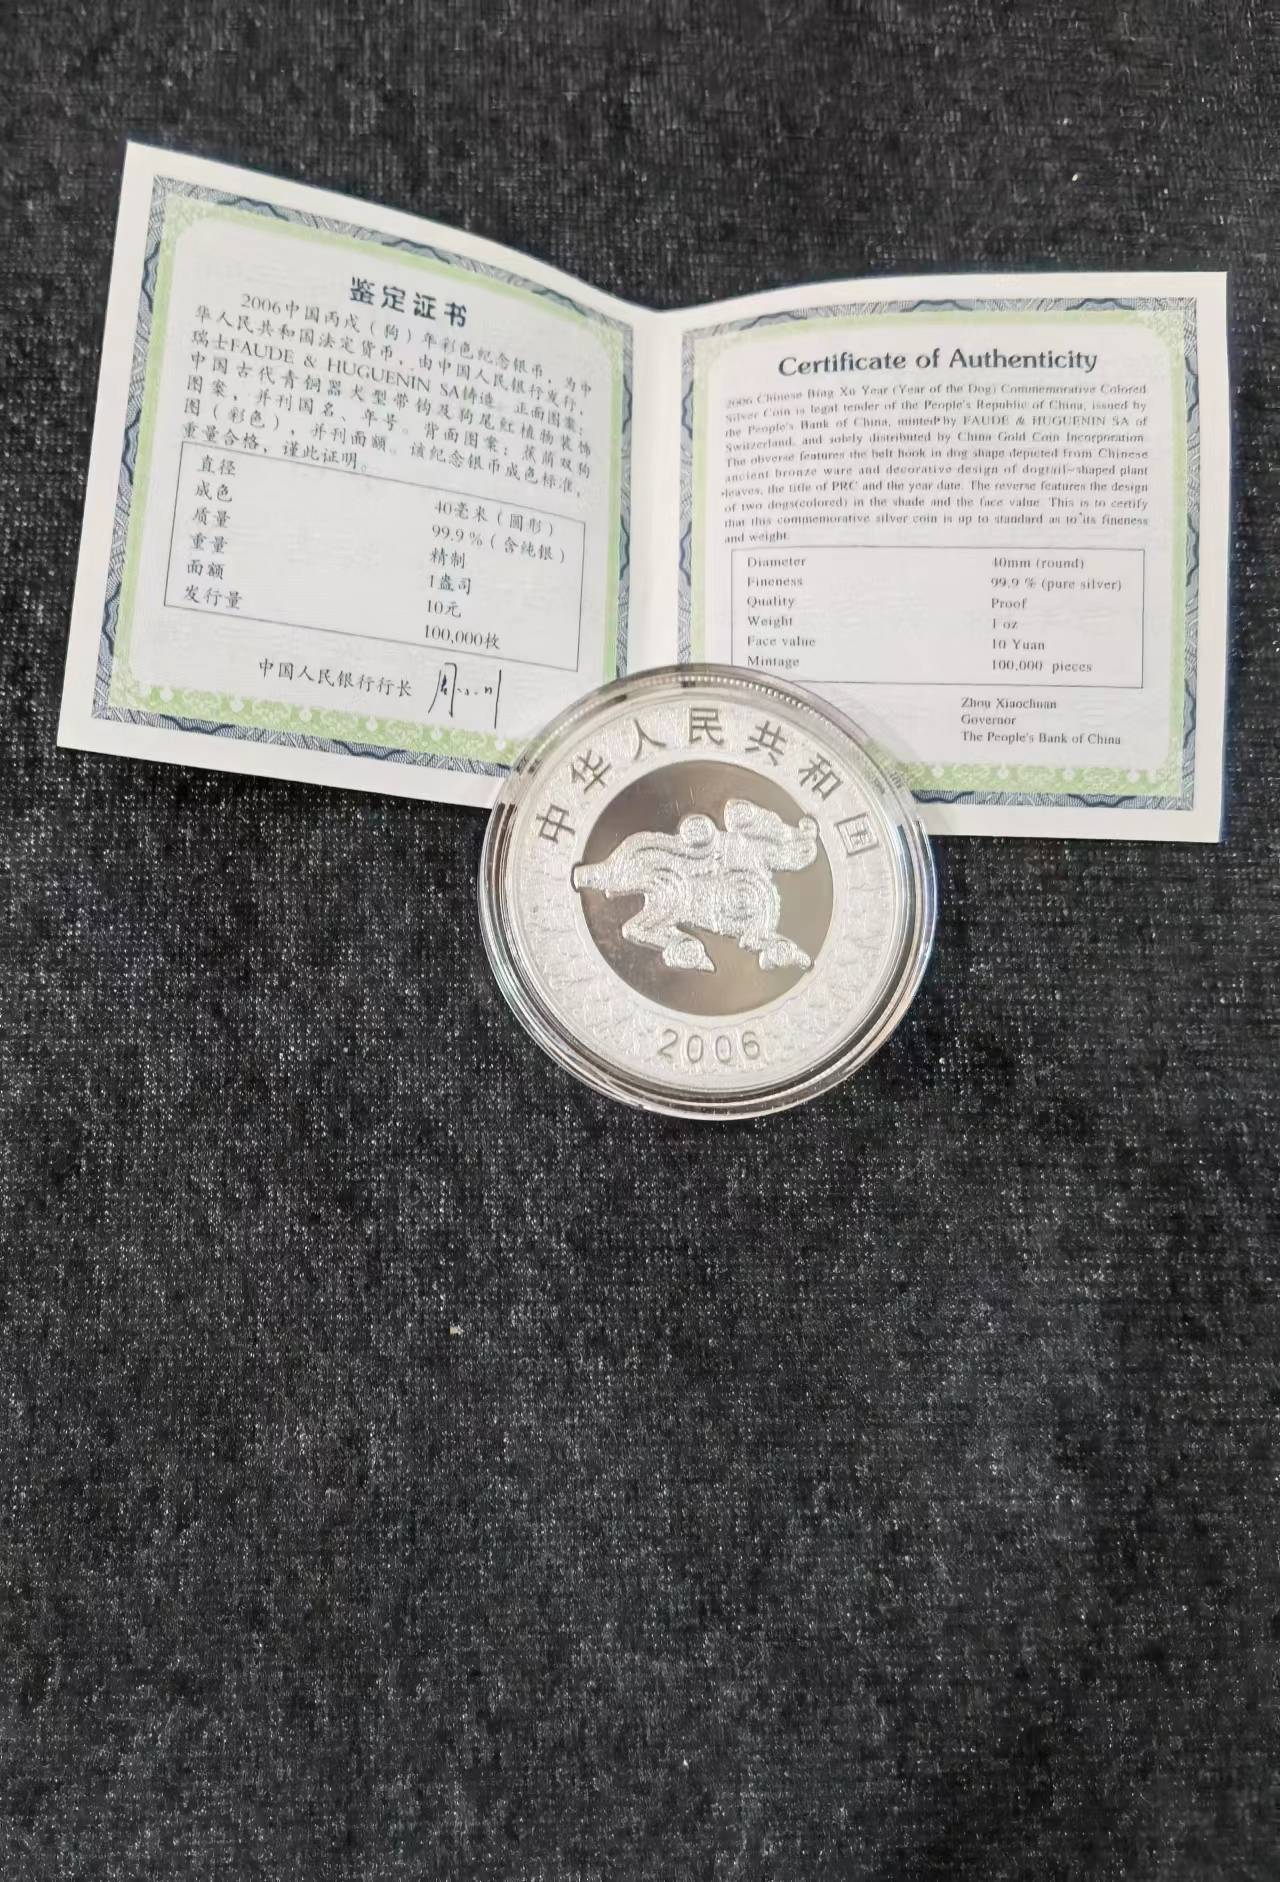 鉴定证书
2006中国丙戌（狗）年彩色纪念银币，为中
华人民共和国法定货币，由中国人民银行发行，
瑞士FAUDE & HUGUENIN SA铸造。正面图案：
中国古代青铜器犬型带钩及狗尾红植物装饰
图案，并刊国名、年号。背面图案：蕉荫双狗
图（彩色），并刊面额。该纪念银币成色标准，
重量合格，谨此证明。
直径 40毫米（圆形）
成色 99.9％（含純银）
质量 精制
重量 1盎司
面额 10元
发行量 100,000枚
中国人民银行行长
Certificate of Authenticity
2006 Chinese Bing Xu Year (Year of the Dog) Commemorative Colored
Silver Coin is legal tender of the People's Republic of China, issued by
the People's Bank of China, minted by FAUDE & HUGUENIN SA of
Switzerland, and solely distributed by China Gold Coin Incorporation.
The obverse features the belt hook in dog shape depicted from Chinese
ancient bronze ware and decorative design of dogtail-shaped plant
leaves, the title of PRC and the year date. The reverse features the design
of two dogs(colored) in the shade and the face value. This is to certify
that this commemorative silver coin is up to standard as to its fineness
and weight.
Diameter 40mm (round)
Fineness 99.9 % (pure silver)
Quality Proof
Weight 1 oz
Face value 10 Yuan
Mintage 100,000 pieces
Zhou Xiaochuan
Governor
The People's Bank of China
中华人民共和国
2006